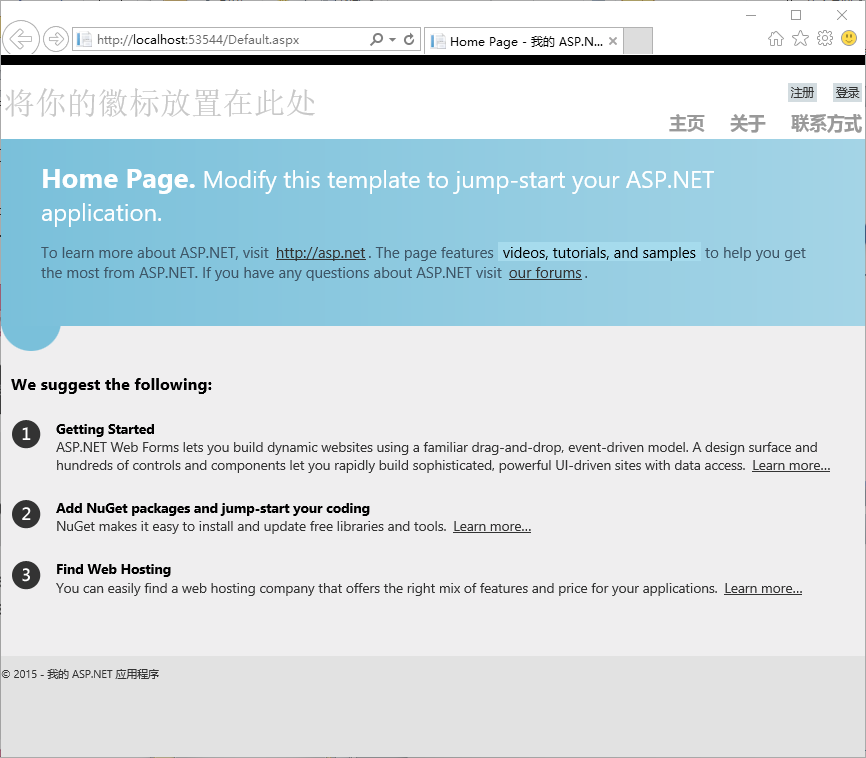 http://localhost:53544/Default.aspx
Home Page - 我的 ASP.N...
注册 登录
将你的徽标放置在此处
主页 关于 联系方式
Home Page. Modify this template to jump-start your ASP.NET
application.
To learn more about ASP.NET, visit http://asp.net. The page features videos, tutorials, and samples to help you get
the most from ASP.NET. If you have any questions about ASP.NET visit our forums.
We suggest the following:
1 Getting Started
ASP.NET Web Forms lets you build dynamic websites using a familiar drag-and-drop, event-driven model. A design surface and
hundreds of controls and components let you rapidly build sophisticated, powerful UI-driven sites with data access. Learn more...
2 Add NuGet packages and jump-start your coding
NuGet makes it easy to install and update free libraries and tools. Learn more...
3 Find Web Hosting
You can easily find a web hosting company that offers the right mix of features and price for your applications. Learn more...
© 2015 - 我的 ASP.NET 应用程序